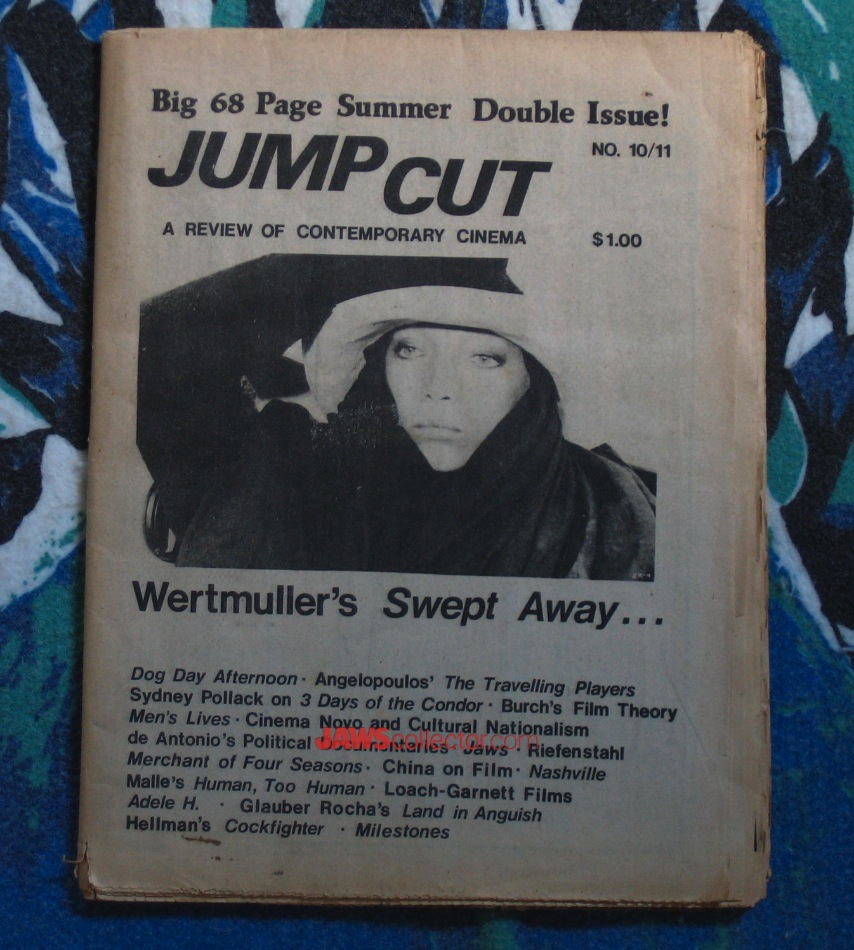 Big 68 Page Summer Double Issue!
JUMP CUT
NO. 10/11
A REVIEW OF CONTEMPORARY CINEMA
$1.00
Wertmuller's Swept Away...
Dog Day Afternoon · Angelopoulos' The Travelling Players
Sydney Pollack on 3 Days of the Condor · Burch's Film Theory
Men's Lives · Cinema Novo and Cultural Nationalism
de Antonio's Political Documentaries · Jaws · Riefenstahl
JAWScollector.com
Merchant of Four Seasons · China on Film · Nashville
Malle's Human, Too Human · Loach-Garnett Films
Adele H. · Glauber Rocha's Land in Anguish
Hellman's Cockfighter · Milestones